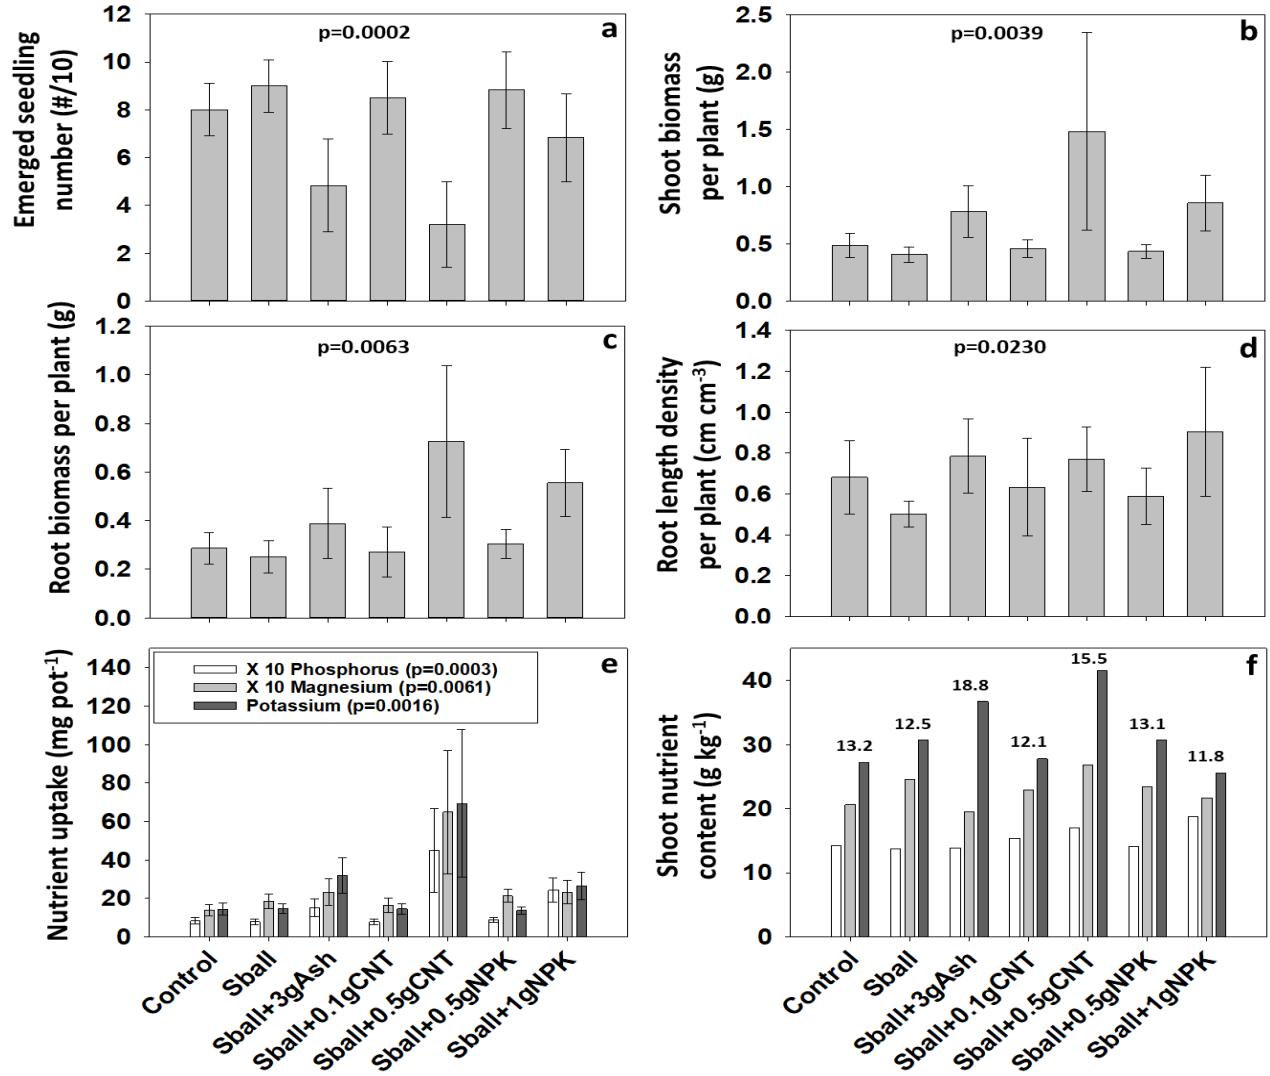 a
p=0.0002
Emerged seedling
number (#/10)
12
10
8
6
4
2
0
b
p=0.0039
Shoot biomass
per plant (g)
2.5
2.0
1.5
1.0
0.5
0.0
c
p=0.0063
Root biomass per plant (g)
1.2
1.0
0.8
0.6
0.4
0.2
0.0
d
p=0.0230
Root length density
per plant (cm cm-3)
1.4
1.2
1.0
0.8
0.6
0.4
0.2
0.0
e
X 10 Phosphorus (p=0.0003)
X 10 Magnesium (p=0.0061)
Potassium (p=0.0016)
Nutrient uptake (mg pot-1)
140
120
100
80
60
40
20
0
Control
Sball
Sball+3gAsh
Sball+0.1gCNT
Sball+0.5gCNT
Sball+0.5gNPK
Sball+1gNPK
f
Shoot nutrient
content (g kg-1)
40
30
20
10
0
13.2
12.5
18.8
12.1
15.5
13.1
11.8
Control
Sball
Sball+3gAsh
Sball+0.1gCNT
Sball+0.5gCNT
Sball+0.5gNPK
Sball+1gNPK